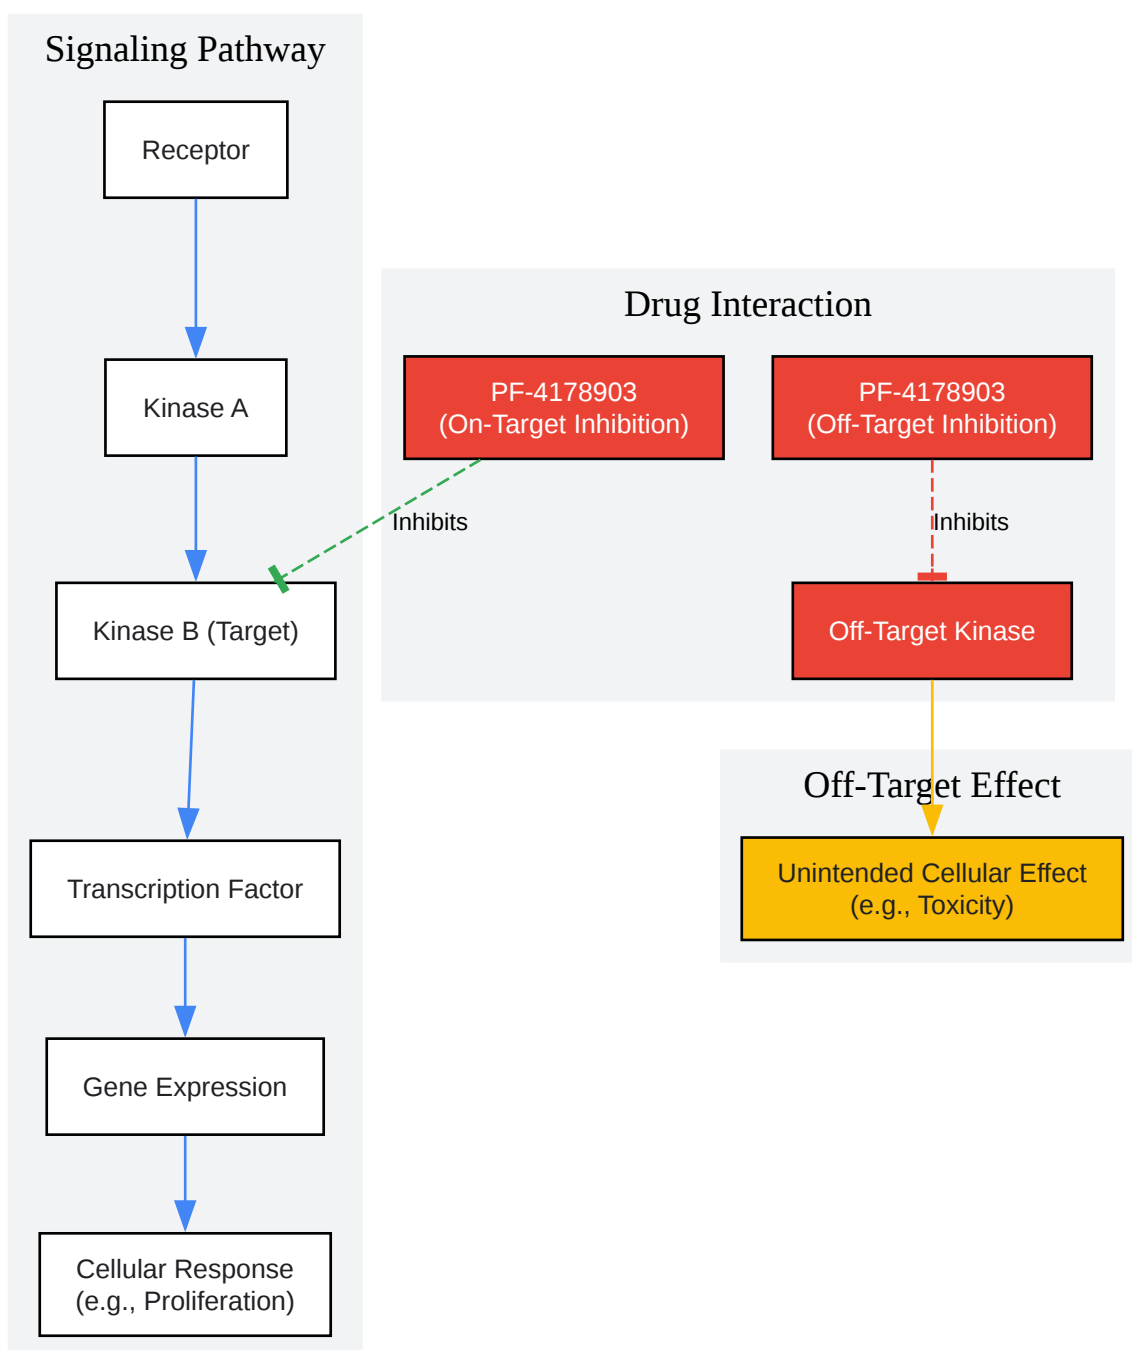 Signaling Pathway
Receptor
Kinase A
Kinase B (Target)
Transcription Factor
Gene Expression
Cellular Response
(e.g., Proliferation)
Drug Interaction
PF-4178903
(On-Target Inhibition)
PF-4178903
(Off-Target Inhibition)
Inhibits
Inhibits
Off-Target Kinase
Off-Target Effect
Unintended Cellular Effect
(e.g., Toxicity)